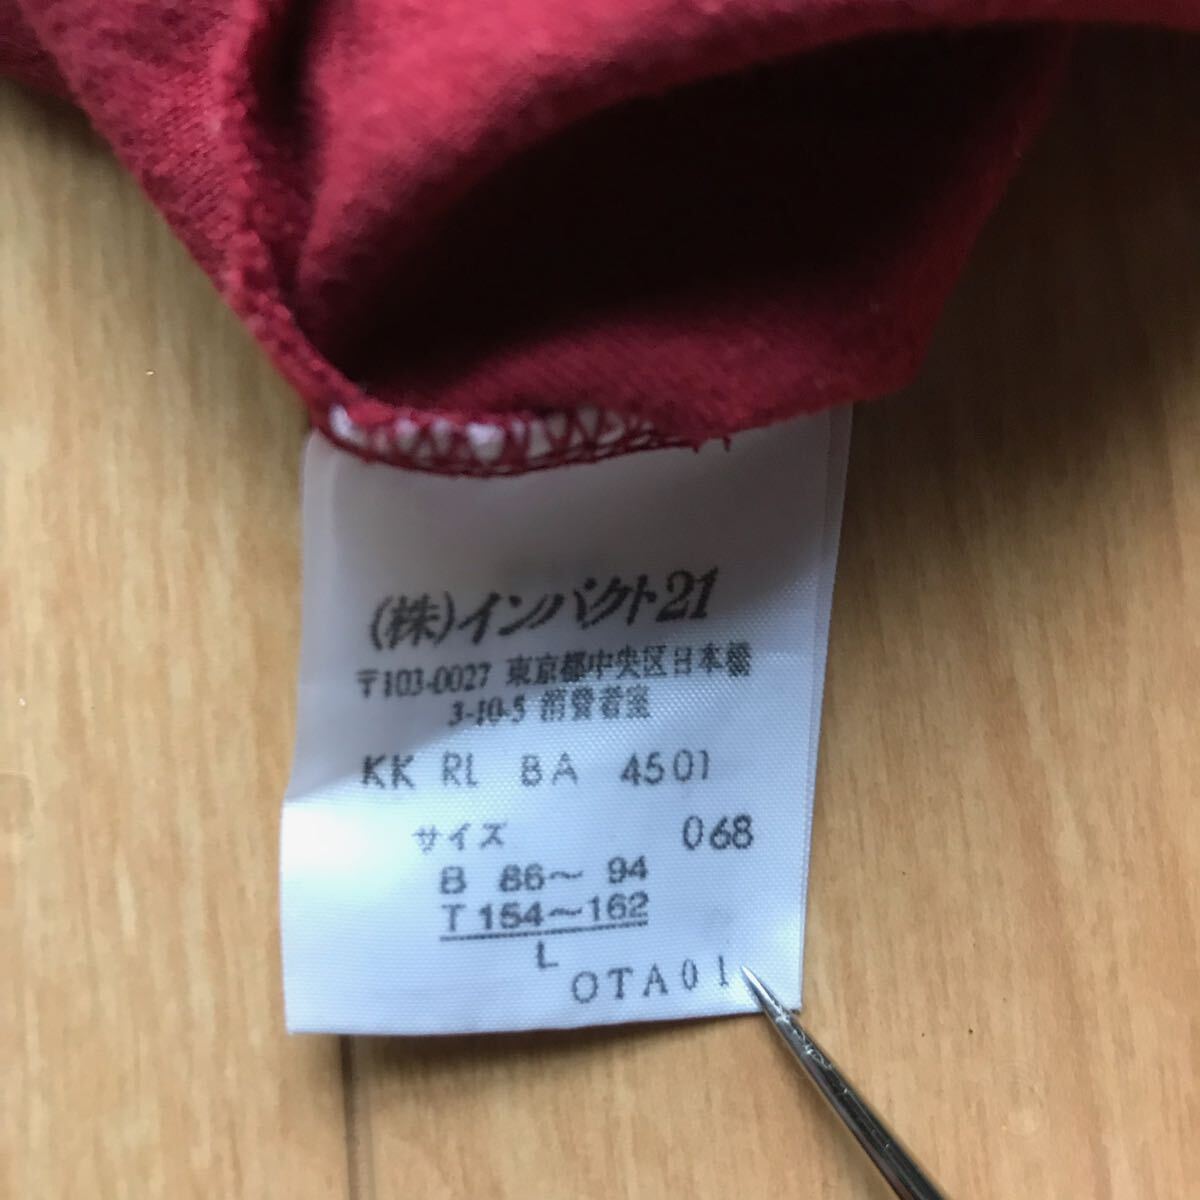 (株)インパクト21
〒103-0027 東京都中央区日本橋
3-10-5 消費者室
KK RL BA 4501
サイズ 068
B 86～94
T 154～162
L
OTA01